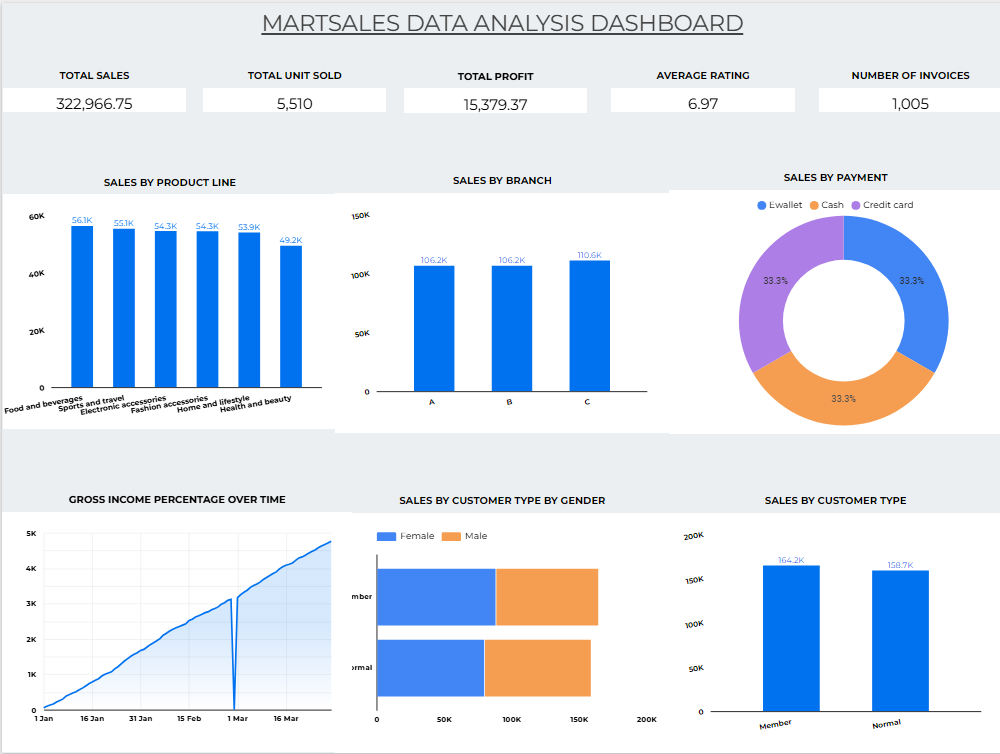 MARTSALES DATA ANALYSIS DASHBOARD
TOTAL SALES
322,966.75
TOTAL UNIT SOLD
5,510
TOTAL PROFIT
15,379.37
AVERAGE RATING
6.97
NUMBER OF INVOICES
1,005
SALES BY PRODUCT LINE
60K
40K
20K
0
56.1K
55.1K
54.3K
54.3K
53.9K
49.2K
Food and beverages
Sports and travel
Electronic accessories
Fashion accessories
Home and lifestyle
Health and beauty
SALES BY BRANCH
150K
100K
50K
0
106.2K
106.2K
110.6K
A
B
C
SALES BY PAYMENT
Ewallet
Cash
Credit card
33.3%
33.3%
33.3%
GROSS INCOME PERCENTAGE OVER TIME
5K
4K
3K
2K
1K
0
1 Jan
16 Jan
31 Jan
15 Feb
1 Mar
16 Mar
SALES BY CUSTOMER TYPE BY GENDER
Female
Male
mber
ormal
0
50K
100K
150K
200K
SALES BY CUSTOMER TYPE
200K
150K
100K
50K
0
164.2K
158.7K
Member
Normal